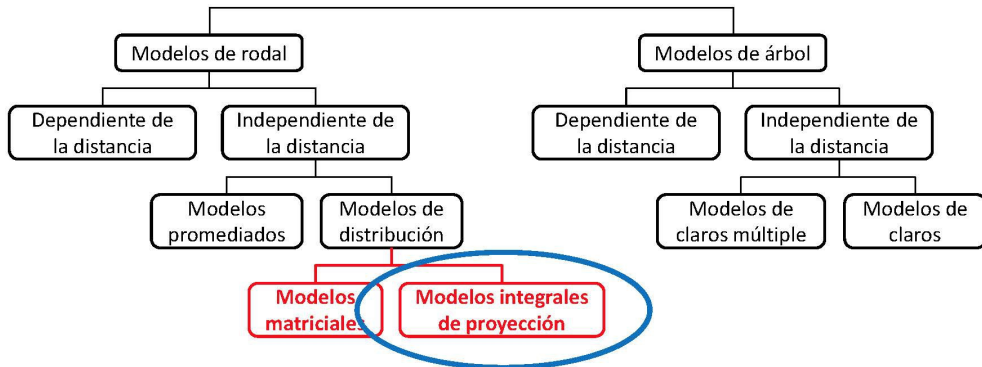 Modelos de rodal
Modelos de árbol
Dependiente de
la distancia
Independiente de
la distancia
Dependiente de
la distancia
Independiente de
la distancia
Modelos
promediados
Modelos de
distribución
Modelos de
claros múltiple
Modelos de
claros
Modelos
matriciales
Modelos integrales
de proyección